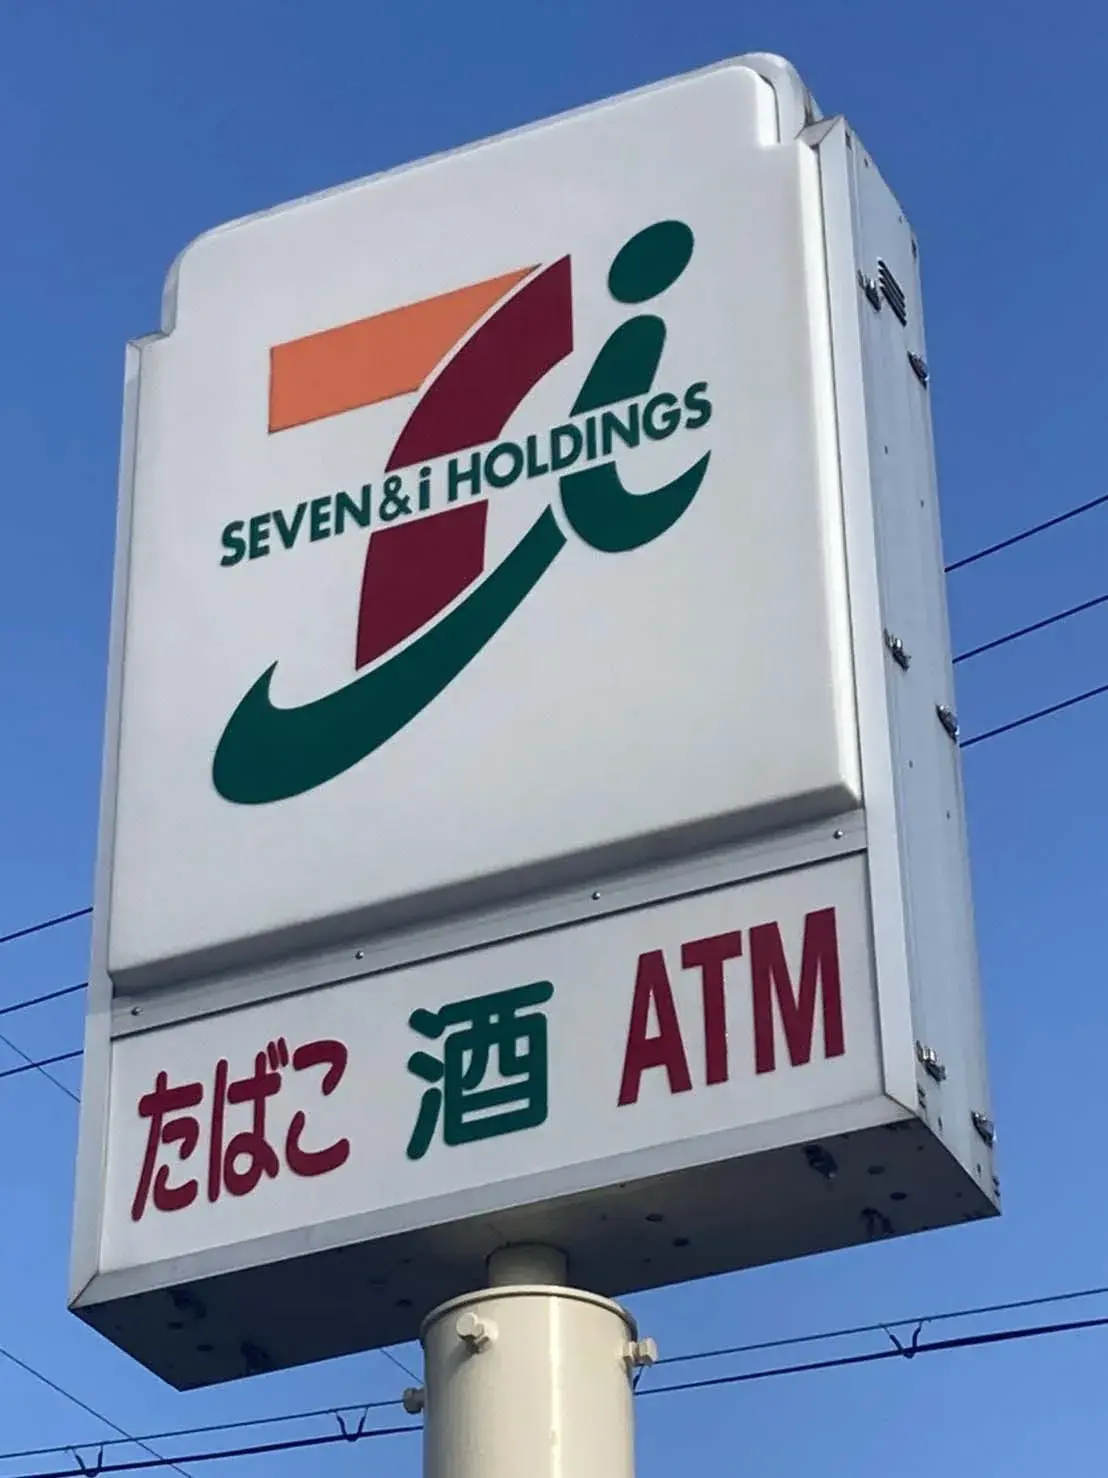 SEVEN & i HOLDINGS
たばこ 酒 ATM